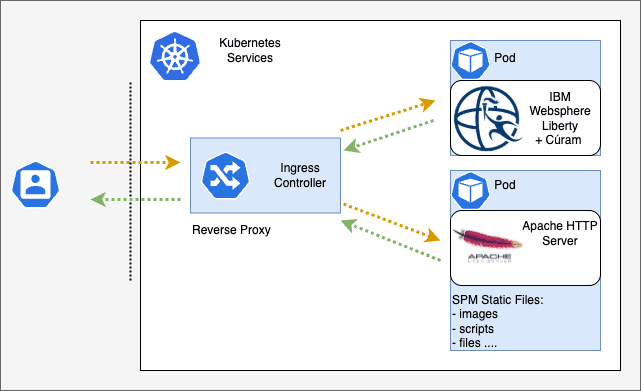 Kubernetes
Services
Pod
IBM
Websphere
Liberty
+ Cúram
Ingress
Controller
Reverse Proxy
Pod
Apache HTTP
Server
APACHE
SPM Static Files:
- images
- scripts
- files ....